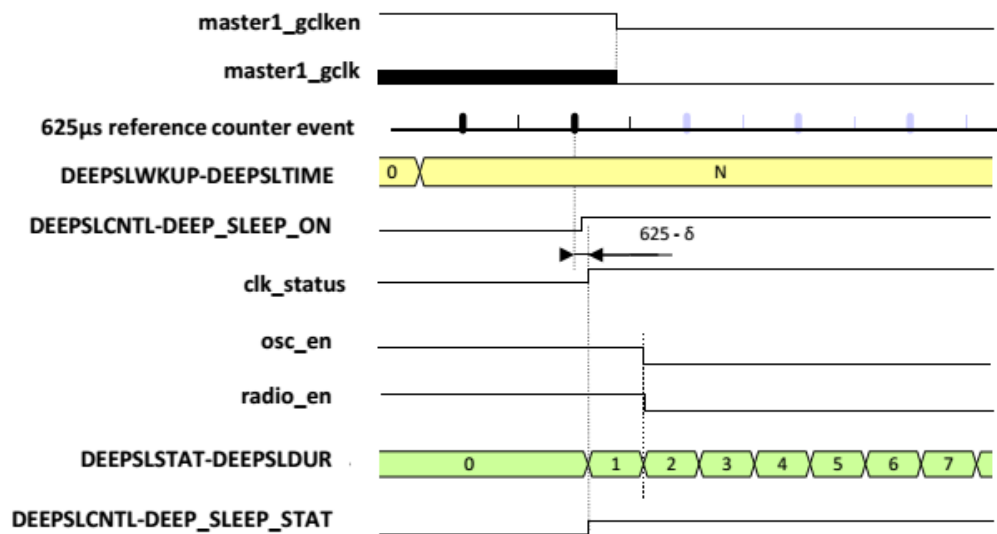 master1_gclken
master1_gclk
625µs reference counter event
DEEPSLWKUP-DEEPSLTIME
0 N
DEEPSLCNTL-DEEP_SLEEP_ON
625 - δ
clk_status
osc_en
radio_en
DEEPSLSTAT-DEEPSLDUR
0 1 2 3 4 5 6 7
DEEPSLCNTL-DEEP_SLEEP_STAT